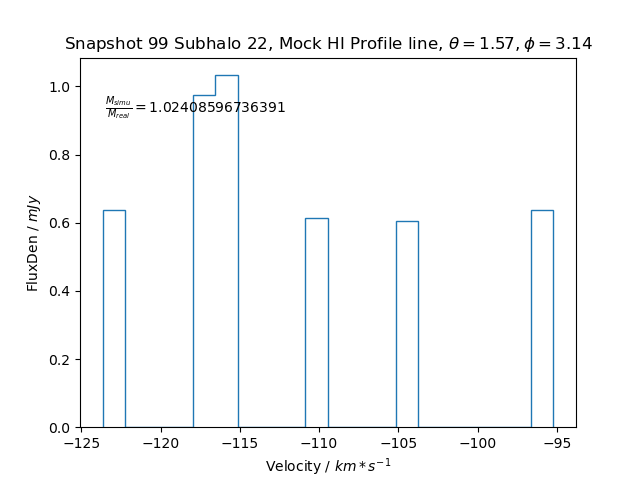 Snapshot 99 Subhalo 22, Mock HI Profile line, θ = 1.57, ϕ = 3.14
M_simu / M_real = 1.02408596736391
FluxDen / mJy
1.0
0.8
0.6
0.4
0.2
0.0
−125 −120 −115 −110 −105 −100 −95
Velocity / km * s⁻¹